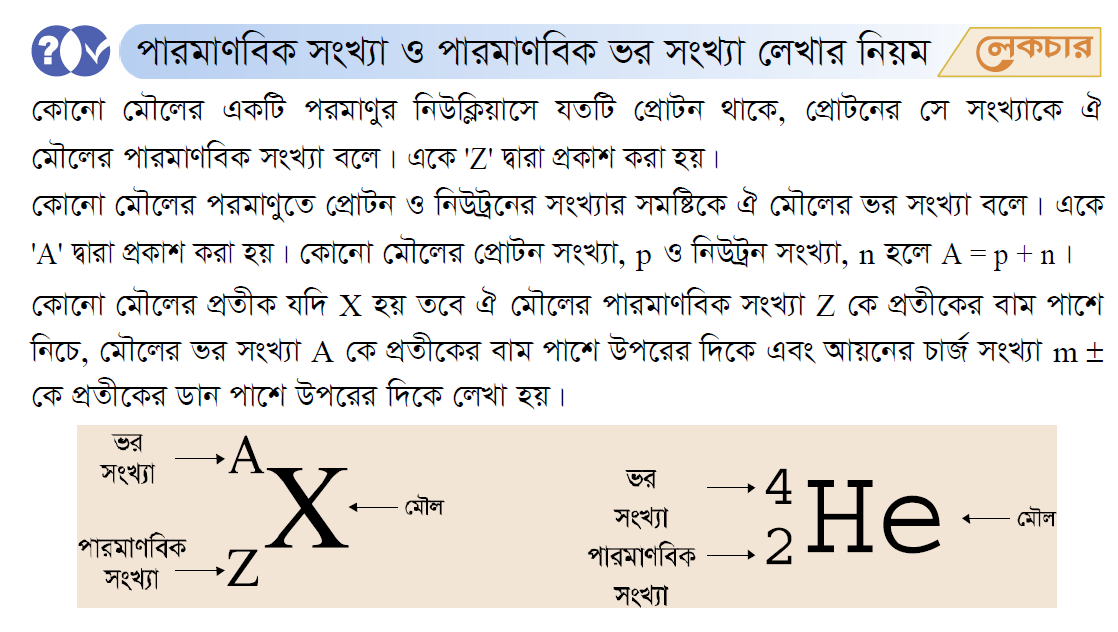 পারমাণবিক সংখ্যা ও পারমাণবিক ভর সংখ্যা লেখার নিয়ম
লেকচার
কোনো মৌলের একটি পরমাণুর নিউক্লিয়াসে যতটি প্রোটন থাকে, প্রোটনের সে সংখ্যাকে ঐ
মৌলের পারমাণবিক সংখ্যা বলে। একে 'Z' দ্বারা প্রকাশ করা হয়।
কোনো মৌলের পরমাণুতে প্রোটন ও নিউট্রনের সংখ্যার সমষ্টিকে ঐ মৌলের ভর সংখ্যা বলে। একে
'A' দ্বারা প্রকাশ করা হয়। কোনো মৌলের প্রোটন সংখ্যা, p ও নিউট্রন সংখ্যা, n হলে A = p + n ।
কোনো মৌলের প্রতীক যদি X হয় তবে ঐ মৌলের পারমাণবিক সংখ্যা Z কে প্রতীকের বাম পাশে
নিচে, মৌলের ভর সংখ্যা A কে প্রতীকের বাম পাশে উপরের দিকে এবং আয়নের চার্জ সংখ্যা m ±
কে প্রতীকের ডান পাশে উপরের দিকে লেখা হয়।
ভর
সংখ্যা
A
X
মৌল
পারমাণবিক
সংখ্যা
Z
ভর
সংখ্যা
4
He
মৌল
পারমাণবিক
সংখ্যা
2